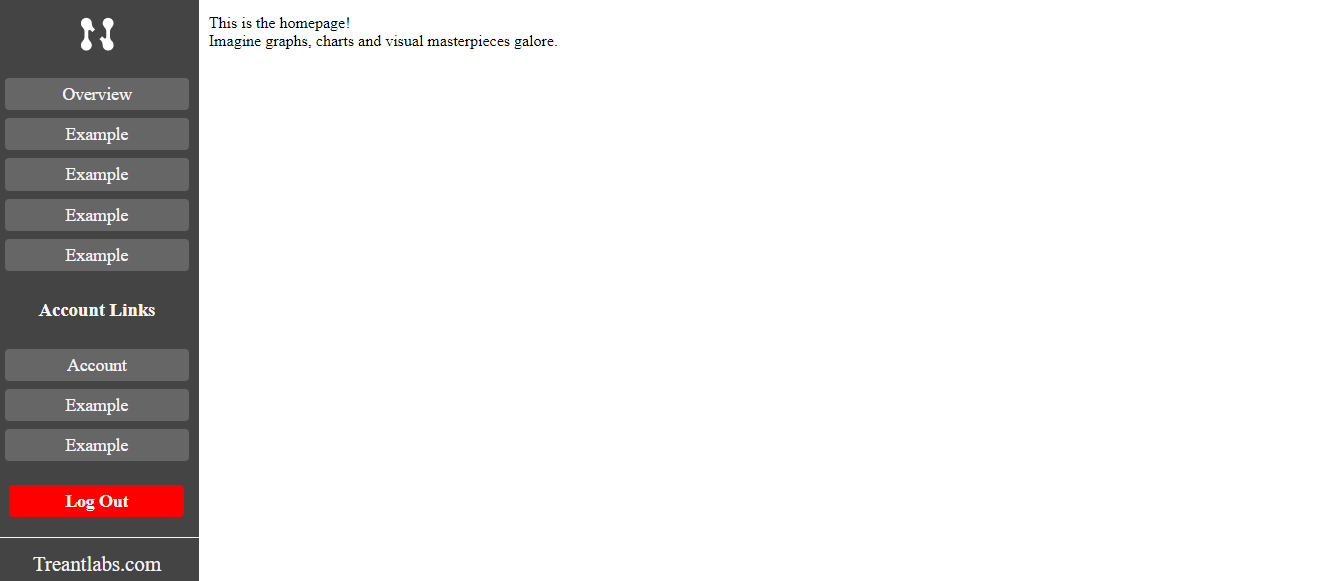 Overview
Example
Example
Example
Example
Account Links
Account
Example
Example
Log Out
Treantlabs.com
This is the homepage!
Imagine graphs, charts and visual masterpieces galore.